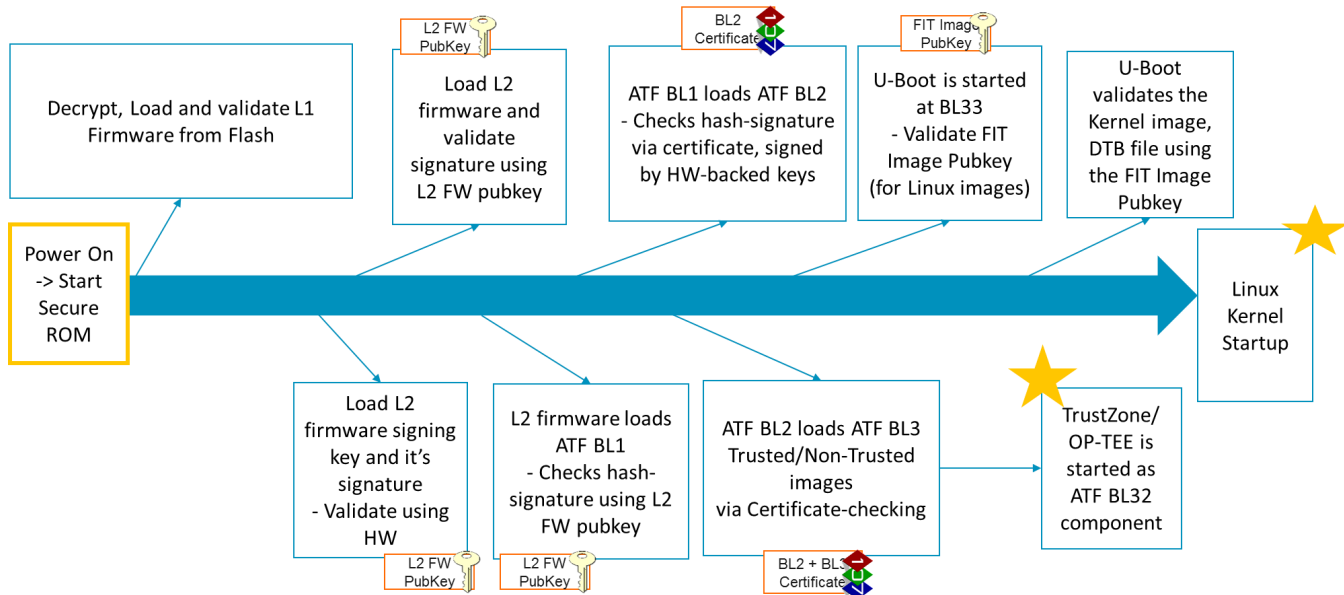 Power On
-> Start
Secure
ROM
Decrypt, Load and validate L1
Firmware from Flash
Load L2
firmware signing
key and it's
signature
- Validate using
HW
L2 FW
PubKey
L2 FW
PubKey
Load L2
firmware and
validate
signature using
L2 FW pubkey
L2 firmware loads
ATF BL1
- Checks hash-
signature using L2
FW pubkey
L2 FW
PubKey
BL2
Certificate
ATF BL1 loads ATF BL2
- Checks hash-signature
via certificate, signed
by HW-backed keys
ATF BL2 loads ATF BL3
Trusted/Non-Trusted
images
via Certificate-checking
BL2 + BL3
Certificate
TrustZone/
OP-TEE is
started as
ATF BL32
component
FIT Image
PubKey
U-Boot is started
at BL33
- Validate FIT
Image Pubkey
(for Linux images)
U-Boot
validates the
Kernel image,
DTB file using
the FIT Image
Pubkey
Linux
Kernel
Startup